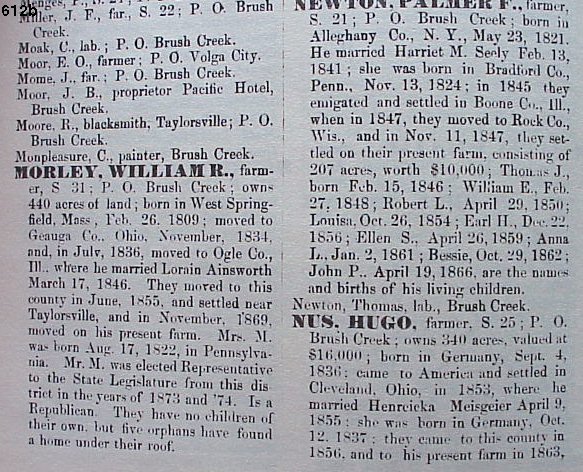 612b
Miller, J. F., far., S. 22; P. O. Brush
Creek.
Moak, C., lab.; P. O. Brush Creek.
Moor, E. O., farmer; P. O. Volga City.
Mome, J., far.; P. O. Brush Creek.
Moor, J. B., proprietor Pacific Hotel,
Brush Creek.
Moore, R., blacksmith, Taylorsville; P. O.
Brush Creek.
Monpleasure, C., painter, Brush Creek.
MORLEY, WILLIAM R., farm-
er, S 31; P. O. Brush Creek; owns
440 acres of land; born in West Spring-
field, Mass., Feb. 26. 1809; moved to
Geauga Co., Ohio, November, 1834,
and, in July, 1836, moved to Ogle Co.,
Ill., where he married Lorain Ainsworth
March 17, 1846. They moved to this
county in June, 1855, and settled near
Taylorsville, and in November, 1869,
moved on his present farm. Mrs. M.
was born Aug. 17, 1822, in Pennsylva-
nia. Mr. M. was elected Representative
to the State Legislature from this dis-
trict in the years of 1873 and '74. Is a
Republican. They have no children of
their own, but five orphans have found
a home under their roof.
NEWTON, PALMER F., farmer,
S. 21; P. O. Brush Creek; born in
Alleghany Co., N. Y., May 23, 1821.
He married Harriet M. Seely Feb. 13,
1841; she was born in Bradford Co.,
Penn., Nov. 13, 1824; in 1845 they
emigated and settled in Boone Co., Ill.,
when in 1847, they moved to Rock Co.,
Wis., and in Nov. 11, 1847, they set-
tled on their present farm, consisting of
207 acres, worth $10,000; Thomas J.,
born Feb. 15, 1846; William E., Feb.
27, 1848; Robert L., April 29, 1850;
Louisa, Oct. 26, 1854; Earl H., Dec. 22,
1856; Ellen S., April 26, 1859; Anna
L., Jan. 2, 1861; Bessie, Oct. 29, 1862;
John P., April 19, 1866, are the names
and births of his living children.
Newton, Thomas, lab., Brush Creek.
NUS, HUGO, farmer, S. 25; P. O.
Brush Creek; owns 340 acres, valued at
$16,000; born in Germany, Sept. 4,
1836; came to America and settled in
Cleveland, Ohio, in 1853, where he
married Henreicka Meisgeier April 9,
1855; she was born in Germany, Oct.
12, 1837; they came to this county in
1856, and to his present farm in 1863,